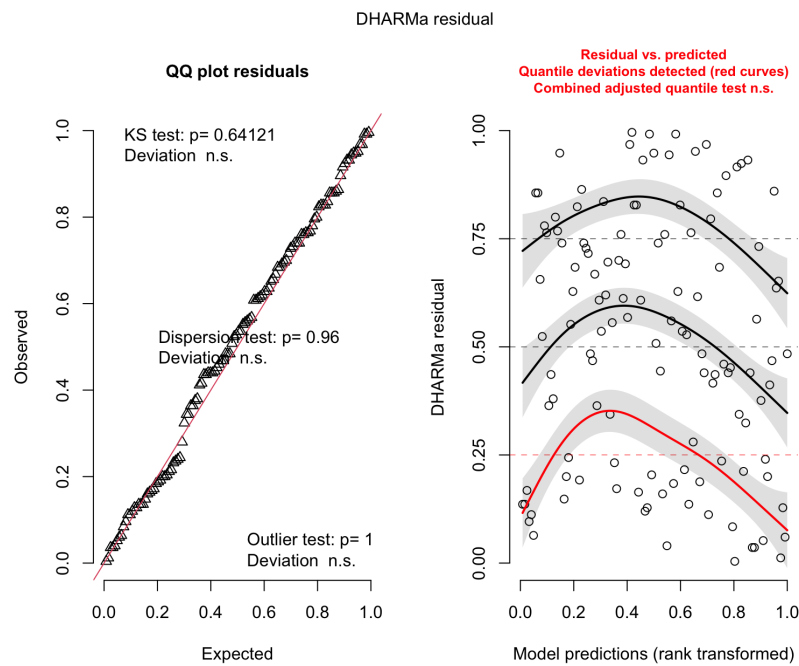 DHARMa residual
QQ plot residuals
KS test: p= 0.64121
Deviation n.s.
Dispersion test: p= 0.96
Deviation n.s.
Outlier test: p= 1
Deviation n.s.
Observed
0.0
0.2
0.4
0.6
0.8
1.0
0.0
0.2
0.4
0.6
0.8
1.0
Expected
Residual vs. predicted
Quantile deviations detected (red curves)
Combined adjusted quantile test n.s.
DHARMa residual
0.00
0.25
0.50
0.75
1.00
0.0
0.2
0.4
0.6
0.8
1.0
Model predictions (rank transformed)